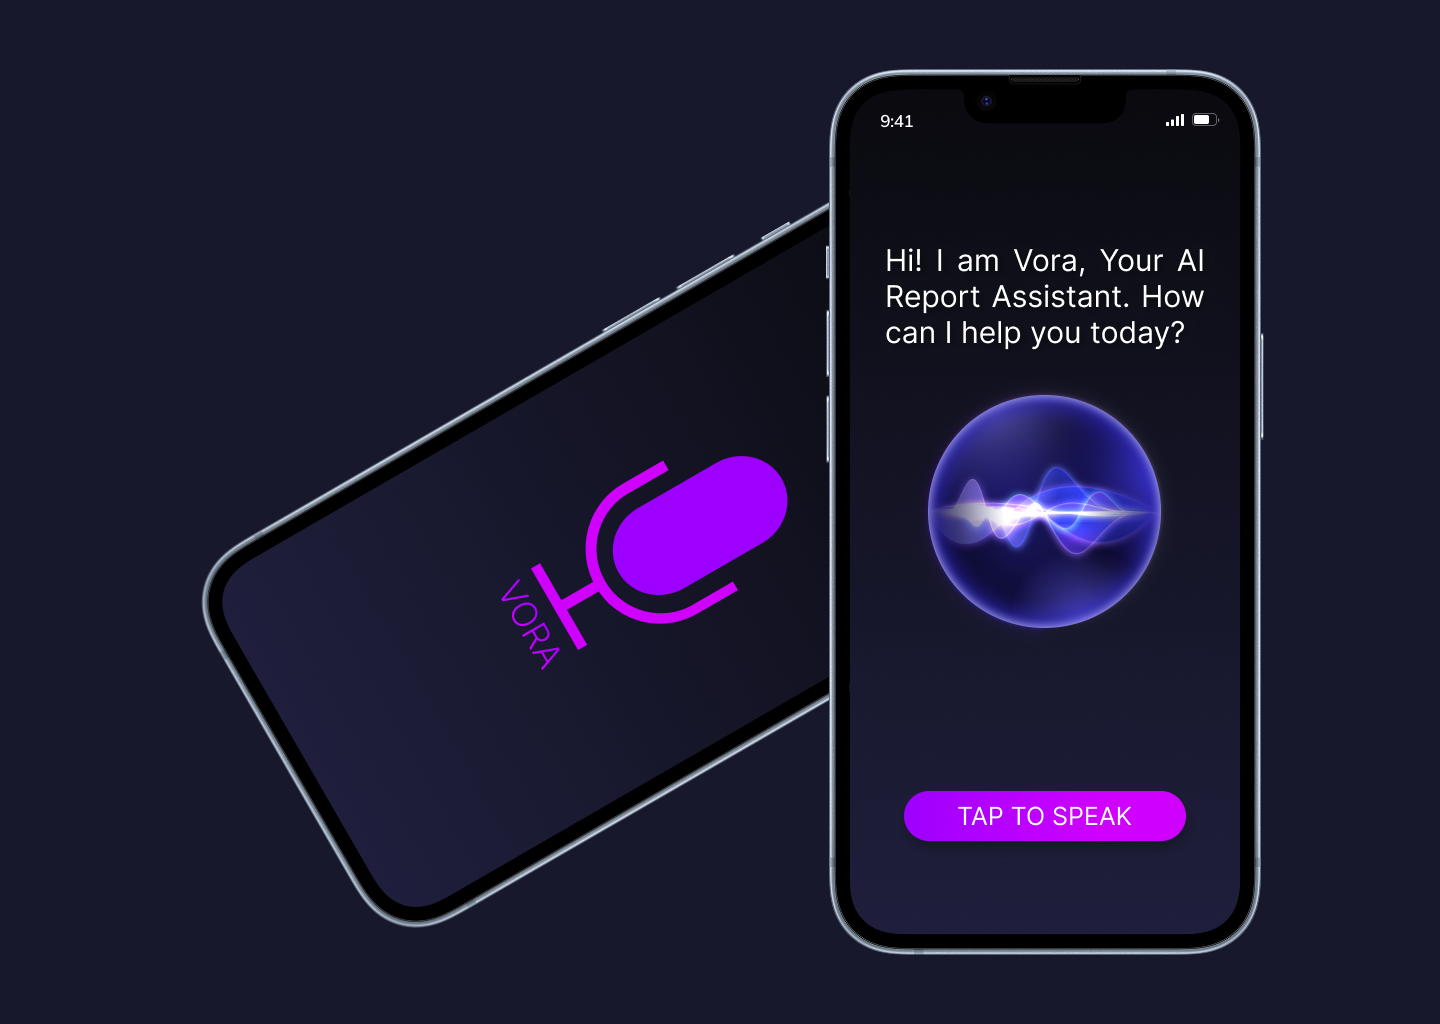 9:41
Hi! I am Vora, Your AI
Report Assistant. How
can I help you today?
TAP TO SPEAK
VORA